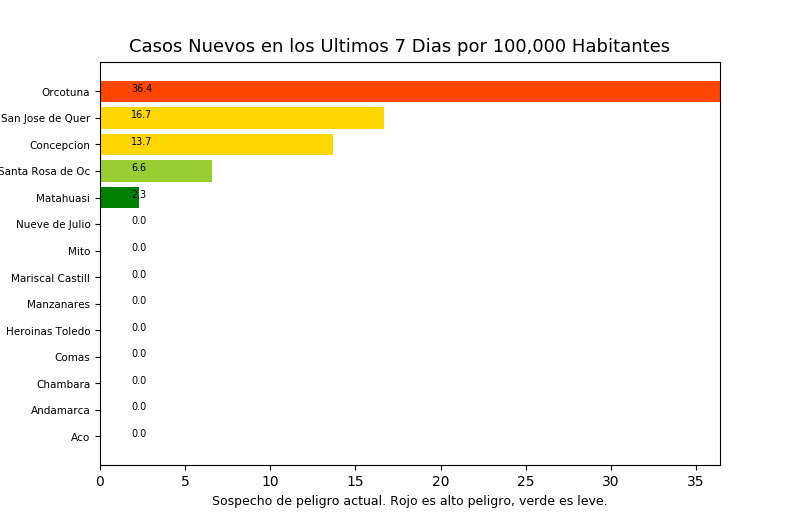 Casos Nuevos en los Ultimos 7 Dias por 100,000 Habitantes
Orcotuna 36.4
San Jose de Quer 16.7
Concepcion 13.7
Santa Rosa de Oc 6.6
Matahuasi 2.3
Nueve de Julio 0.0
Mito 0.0
Mariscal Castill 0.0
Manzanares 0.0
Heroinas Toledo 0.0
Comas 0.0
Chambara 0.0
Andamarca 0.0
Aco 0.0
0 5 10 15 20 25 30 35
Sospecho de peligro actual. Rojo es alto peligro, verde es leve.